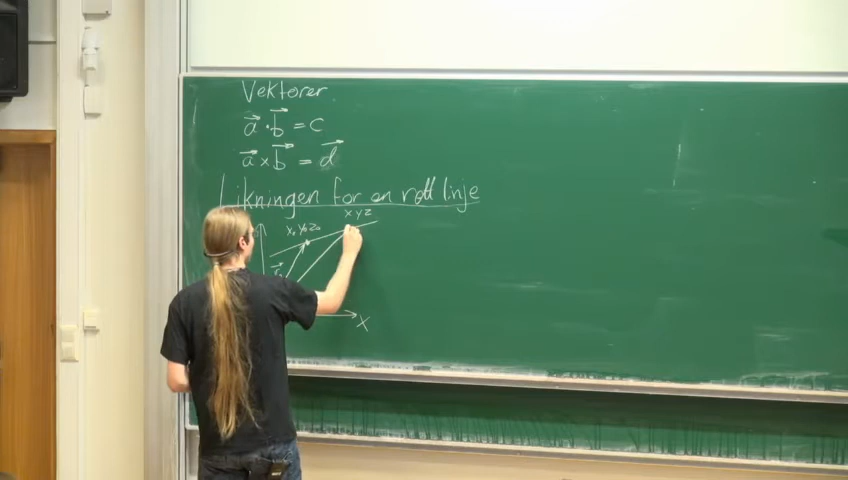 Vektorer
a⃗ · b⃗ = c
a⃗ × b⃗ = d⃗
Likningen for en rett linje
x y z
x₀ y₀ z₀
x